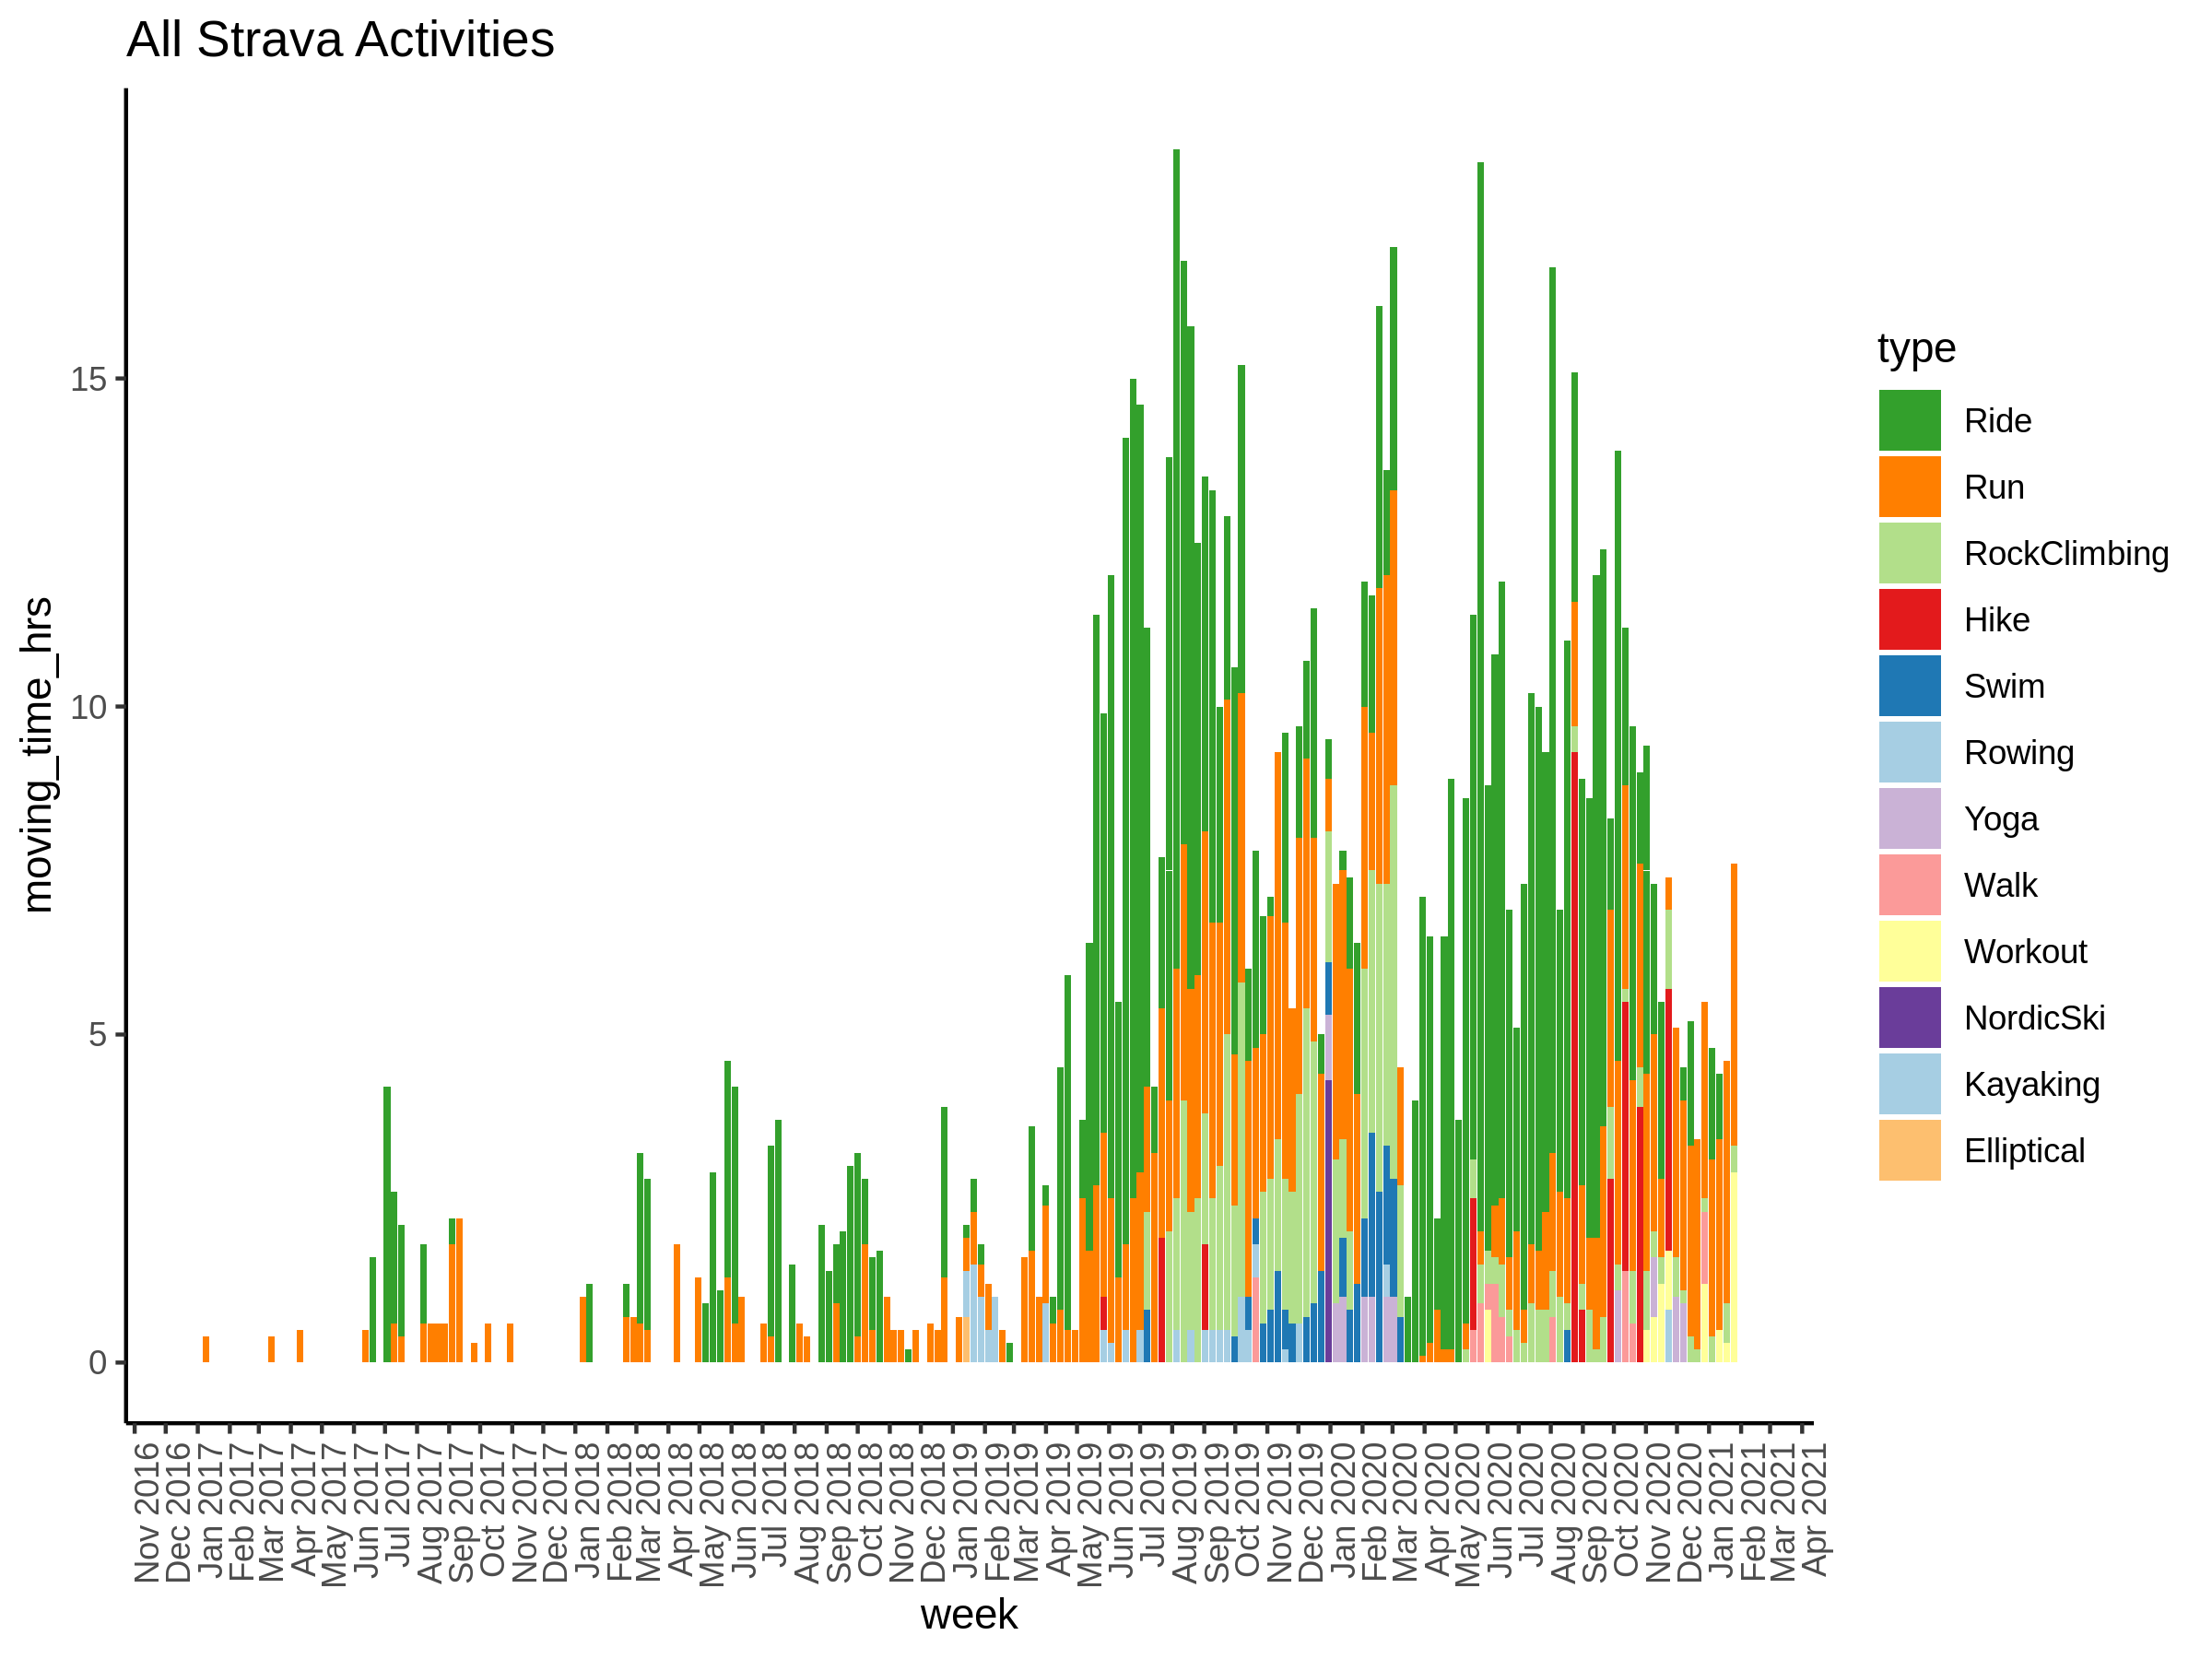 All Strava Activities
moving_time_hrs
15
10
5
0
Nov 2016
Dec 2016
Jan 2017
Feb 2017
Mar 2017
Apr 2017
May 2017
Jun 2017
Jul 2017
Aug 2017
Sep 2017
Oct 2017
Nov 2017
Dec 2017
Jan 2018
Feb 2018
Mar 2018
Apr 2018
May 2018
Jun 2018
Jul 2018
Aug 2018
Sep 2018
Oct 2018
Nov 2018
Dec 2018
Jan 2019
Feb 2019
Mar 2019
Apr 2019
May 2019
Jun 2019
Jul 2019
Aug 2019
Sep 2019
Oct 2019
Nov 2019
Dec 2019
Jan 2020
Feb 2020
Mar 2020
Apr 2020
May 2020
Jun 2020
Jul 2020
Aug 2020
Sep 2020
Oct 2020
Nov 2020
Dec 2020
Jan 2021
Feb 2021
Mar 2021
Apr 2021
week
type
Ride
Run
RockClimbing
Hike
Swim
Rowing
Yoga
Walk
Workout
NordicSki
Kayaking
Elliptical